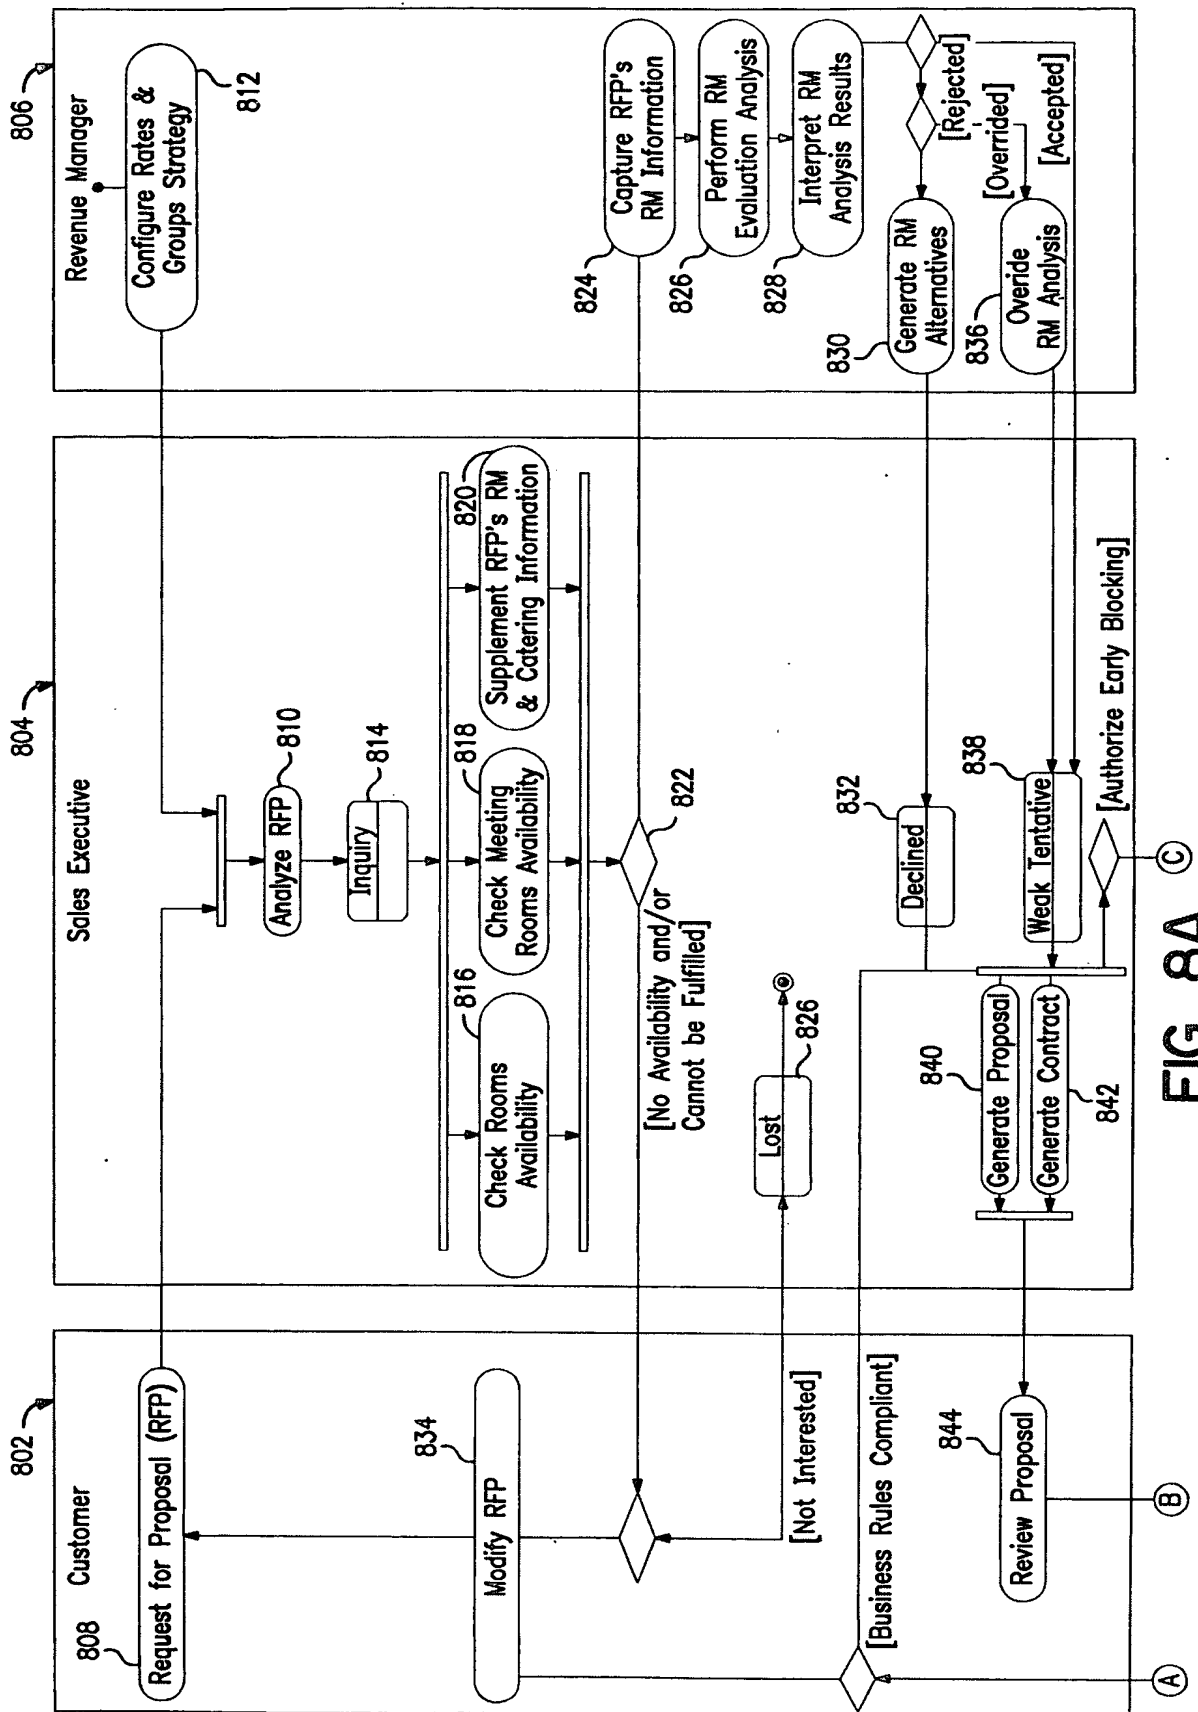 802
Customer
808
Request for Proposal (RFP)
834
Modify RFP
[Not Interested]
[Business Rules Compliant]
844
Review Proposal
A
B
804
Sales Executive
810
Analyze RFP
814
Inquiry
816
Check Rooms
Availability
818
Check Meeting
Rooms Availability
820
Supplement RFP's RM
& Catering Information
822
[No Availability and/or
Cannot be Fulfilled]
Lost
826
832
Declined
838
Weak Tentative
840
Generate Proposal
Generate Contract
842
[Authorize Early Blocking]
C
806
Revenue Manager
812
Configure Rates &
Groups Strategy
824
Capture RFP's
RM Information
826
Perform RM
Evaluation Analysis
828
Interpret RM
Analysis Results
830
Generate RM
Alternatives
[Rejected]
[Overrided]
836
Overide
RM Analysis
[Accepted]
FIG. 8A